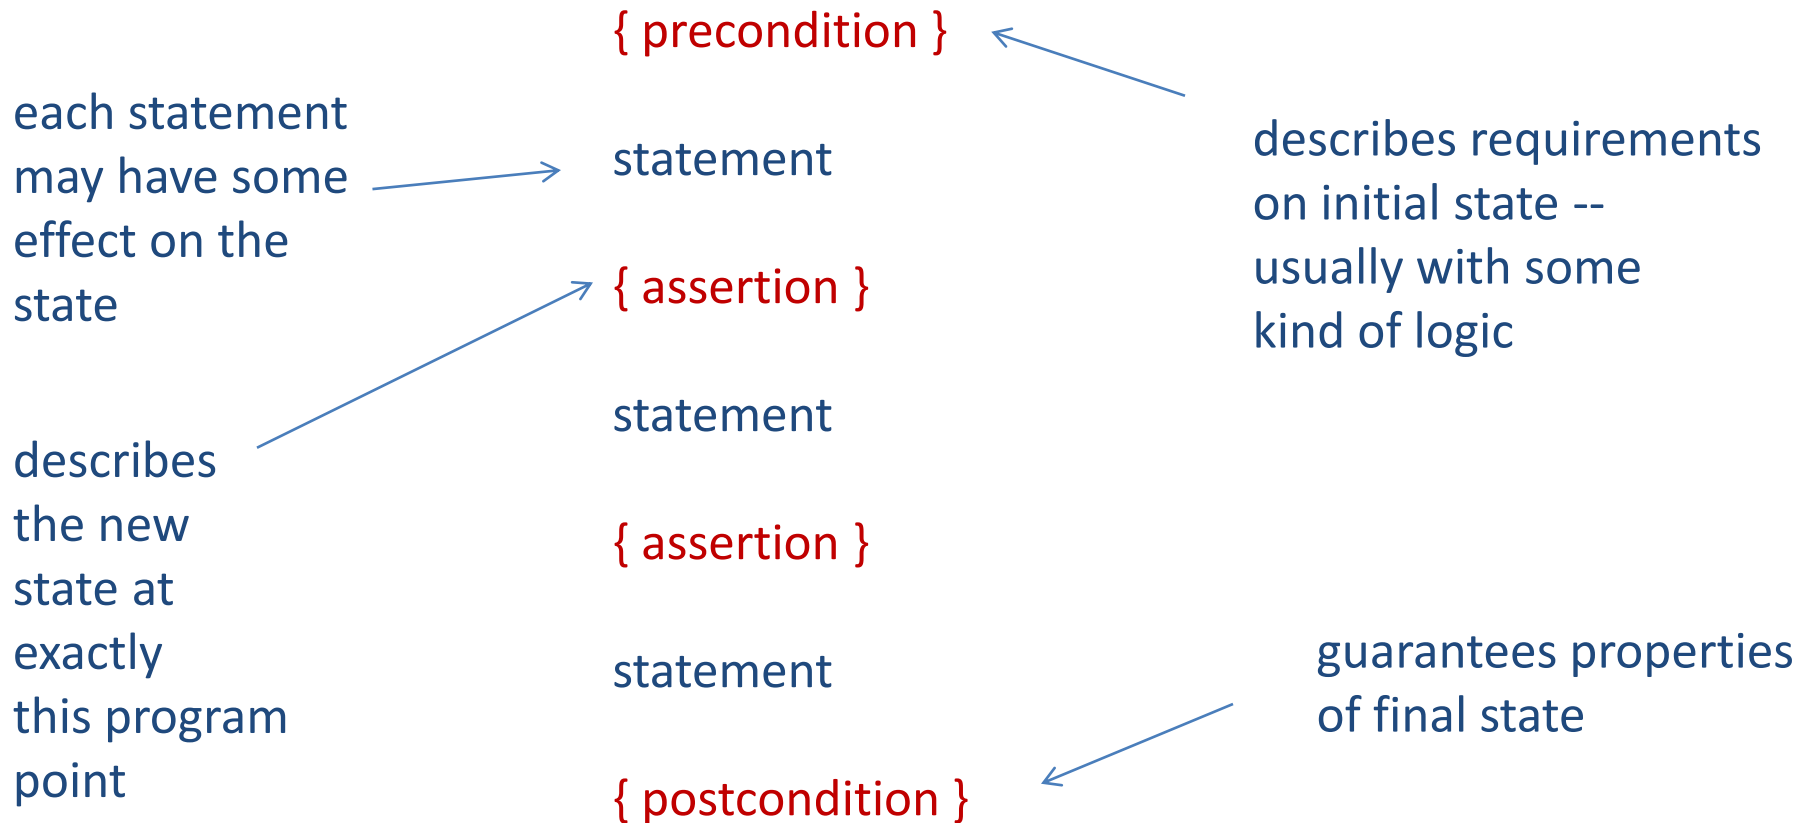 { precondition }
each statement
may have some
effect on the
state
statement
describes requirements
on initial state --
usually with some
kind of logic
{ assertion }
statement
describes
the new
state at
exactly
this program
point
{ assertion }
statement
guarantees properties
of final state
{ postcondition }